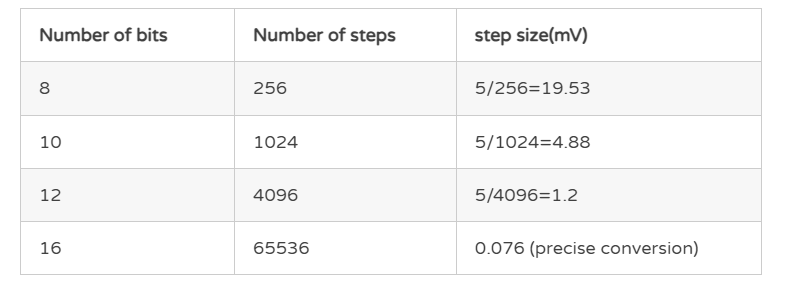 Number of bits Number of steps step size(mV)
8 256 5/256=19.53
10 1024 5/1024=4.88
12 4096 5/4096=1.2
16 65536 0.076 (precise conversion)